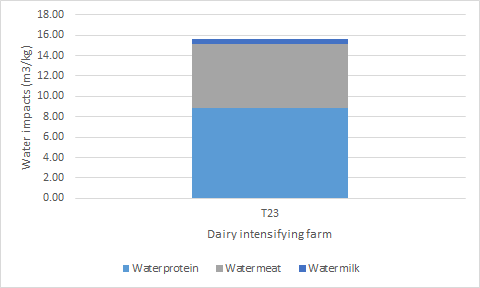 18.00
16.00
14.00
12.00
10.00
8.00
6.00
4.00
2.00
0.00
Water impacts (m3/kg)
T23
Dairy intensifying farm
Waterprotein Watermeat Watermilk